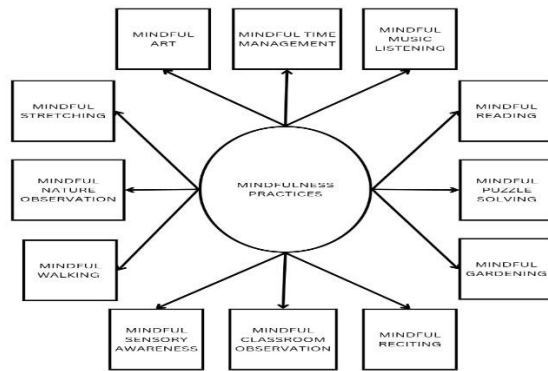 MINDFUL
ART
MINDFUL TIME
MANAGEMENT
MINDFUL
MUSIC
LISTENING
MINDFUL
STRETCHING
MINDFUL
READING
MINDFUL
NATURE
OBSERVATION
MINDFULNESS
PRACTICES
MINDFUL
PUZZLE
SOLVING
MINDFUL
WALKING
MINDFUL
GARDENING
MINDFUL
SENSORY
AWARENESS
MINDFUL
CLASSROOM
OBSERVATION
MINDFUL
RECITING